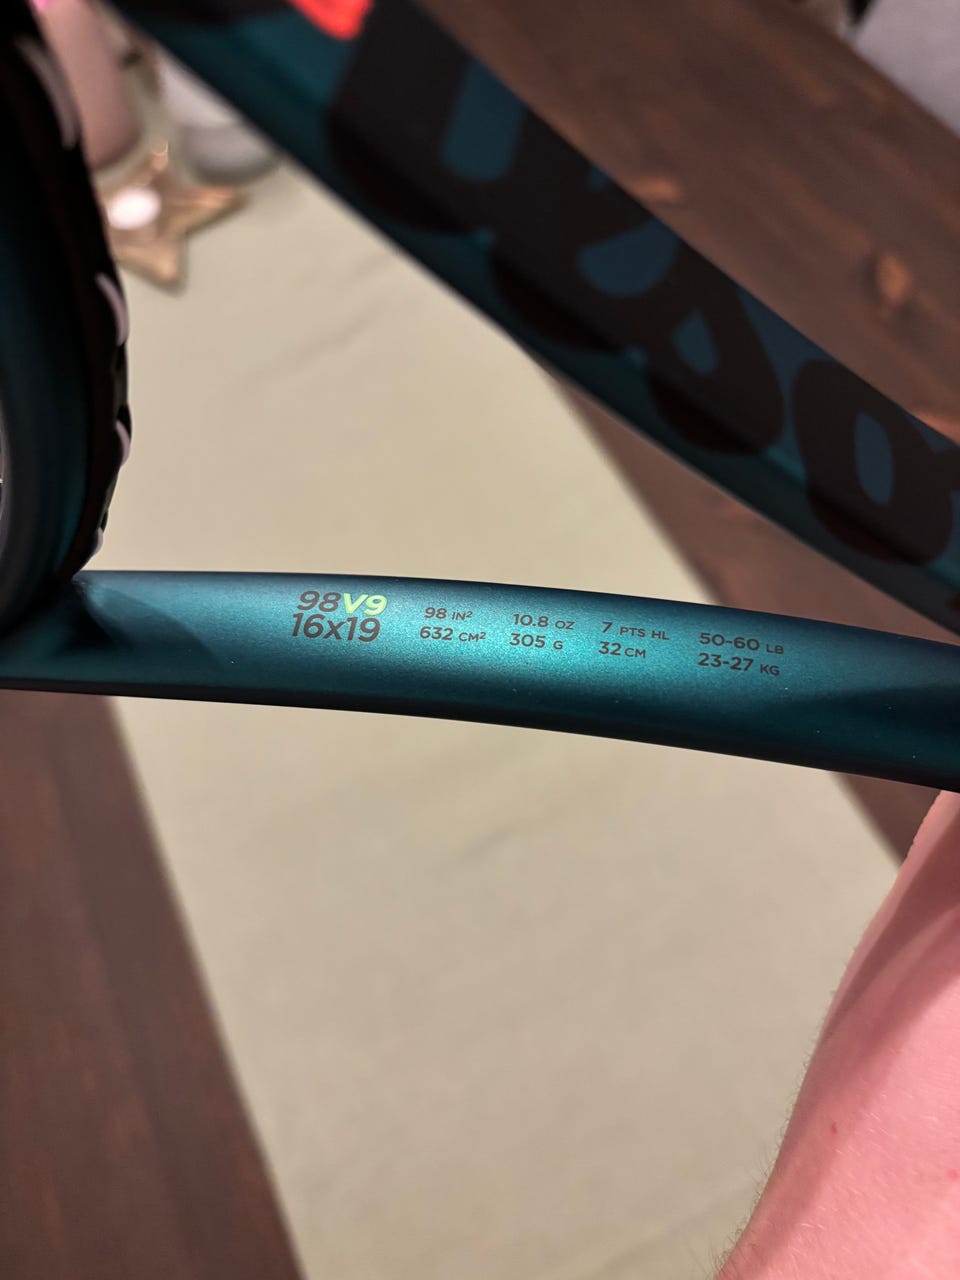 98V9
16x19
98 IN²
632 CM²
10.8 OZ
305 G
7 PTS HL
32 CM
50-60 LB
23-27 KG